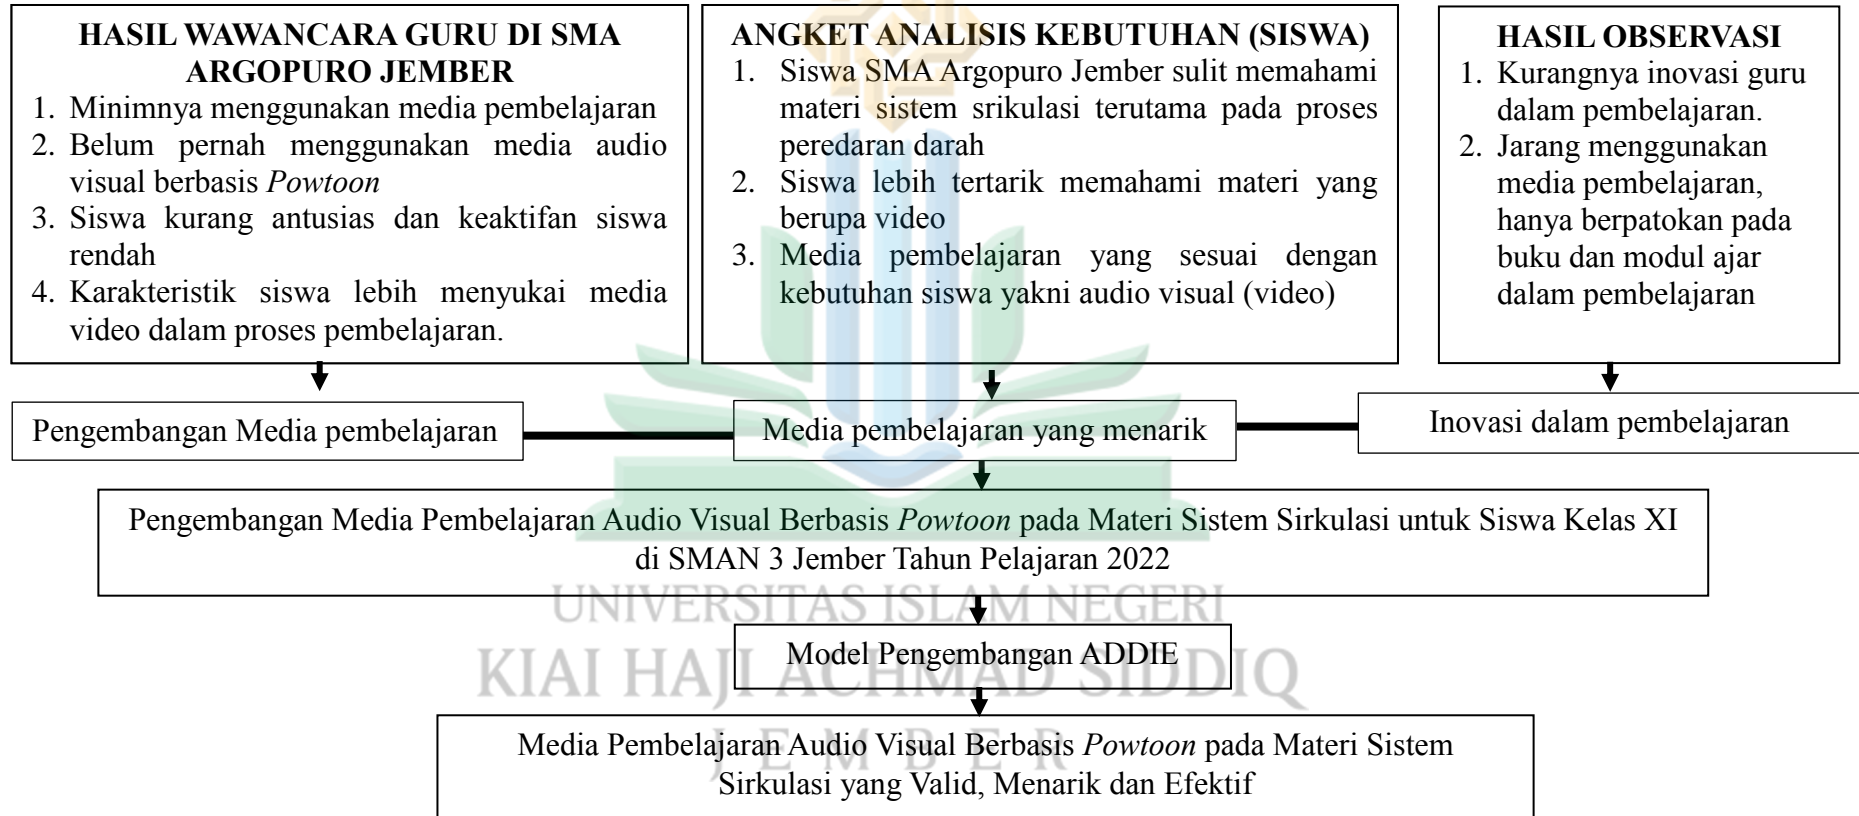 HASIL WAWANCARA GURU DI SMA
ARGOPURO JEMBER
1. Minimnya menggunakan media pembelajaran
2. Belum pernah menggunakan media audio
visual berbasis Powtoon
3. Siswa kurang antusias dan keaktifan siswa
rendah
4. Karakteristik siswa lebih menyukai media
video dalam proses pembelajaran.
ANGKET ANALISIS KEBUTUHAN (SISWA)
1. Siswa SMA Argopuro Jember sulit memahami
materi sistem srikulasi terutama pada proses
peredaran darah
2. Siswa lebih tertarik memahami materi yang
berupa video
3. Media pembelajaran yang sesuai dengan
kebutuhan siswa yakni audio visual (video)
HASIL OBSERVASI
1. Kurangnya inovasi guru
dalam pembelajaran.
2. Jarang menggunakan
media pembelajaran,
hanya berpatokan pada
buku dan modul ajar
dalam pembelajaran
Pengembangan Media pembelajaran
Media pembelajaran yang menarik
Inovasi dalam pembelajaran
Pengembangan Media Pembelajaran Audio Visual Berbasis Powtoon pada Materi Sistem Sirkulasi untuk Siswa Kelas XI
di SMAN 3 Jember Tahun Pelajaran 2022
UNIVERSITAS ISLAM NEGERI
Model Pengembangan ADDIE
KIAI HAJI ACHMAD SIDDIQ
Media Pembelajaran Audio Visual Berbasis Powtoon pada Materi Sistem
JEMBER
Sirkulasi yang Valid, Menarik dan Efektif